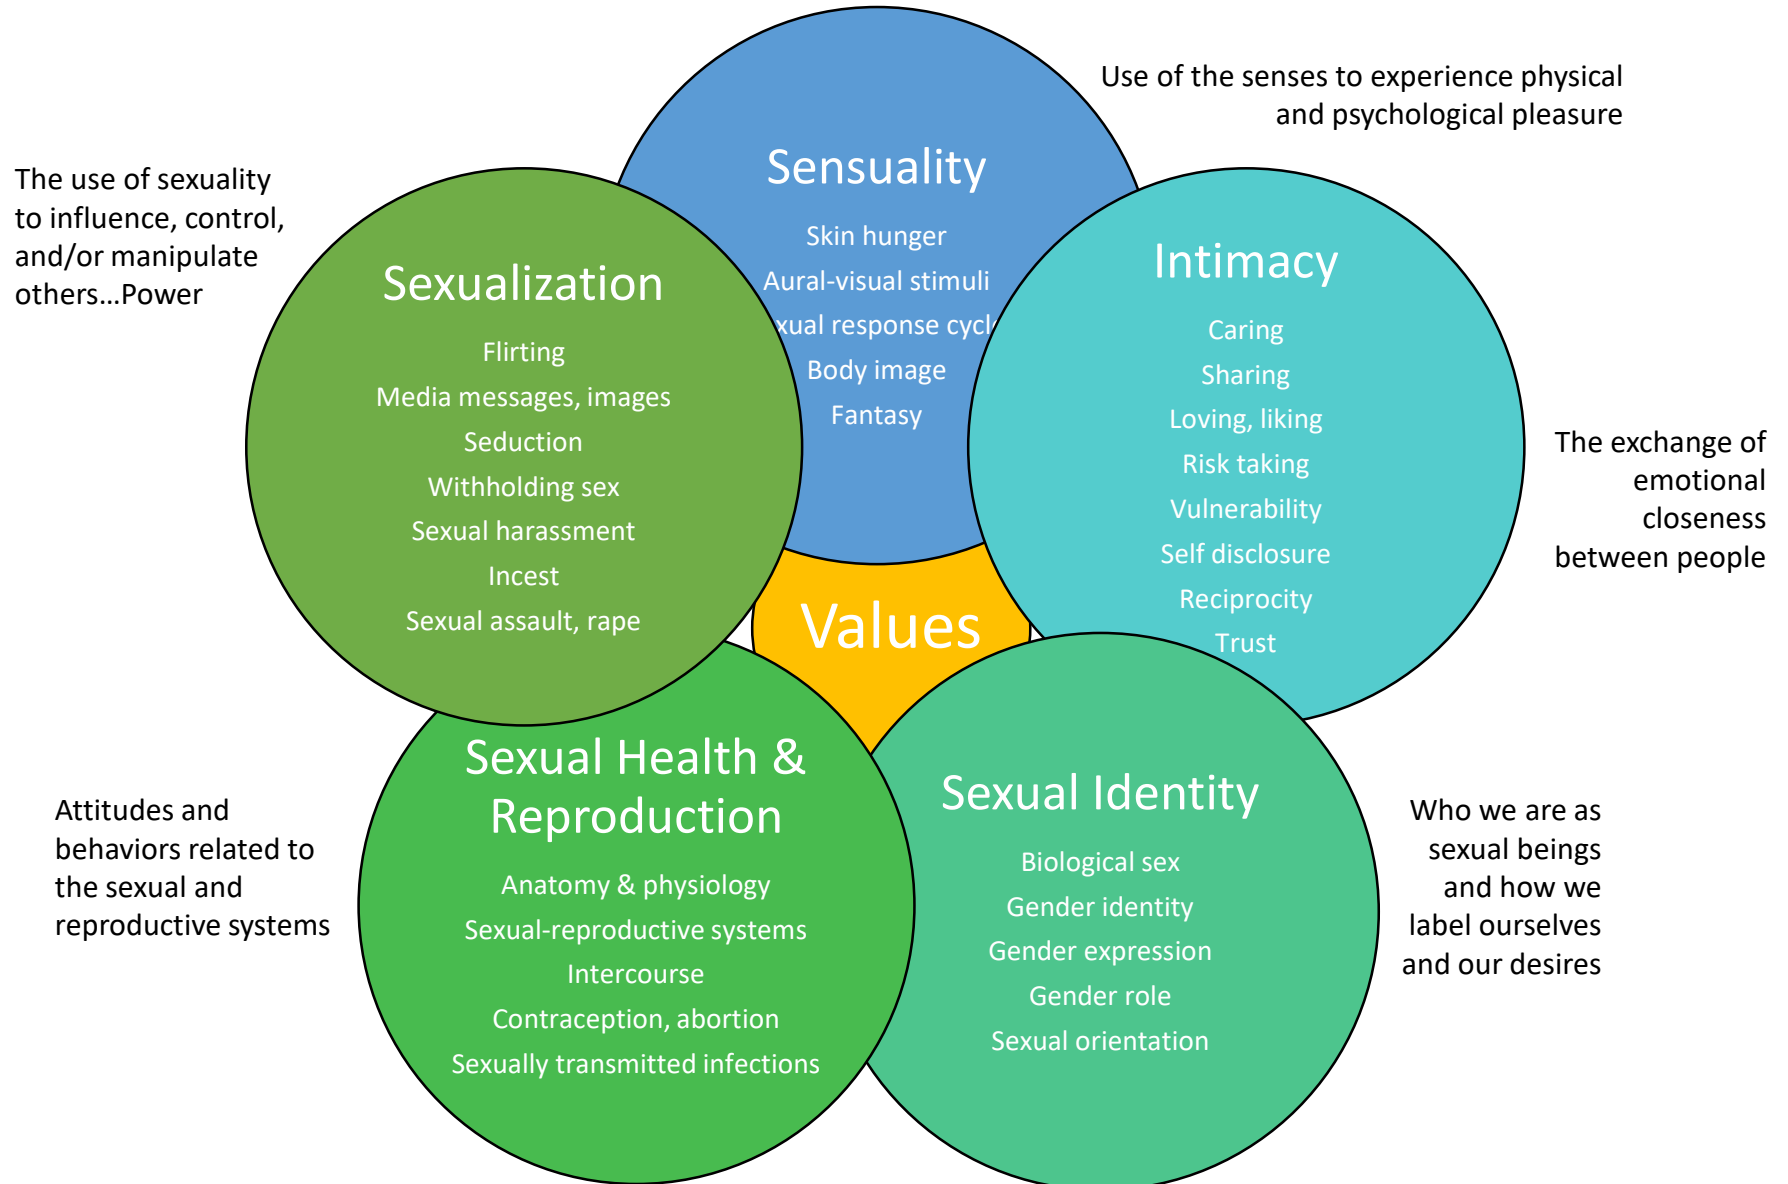 Use of the senses to experience physical
and psychological pleasure
Sensuality
Skin hunger
Aural-visual stimuli
response cycle
Body image
Fantasy
The use of sexuality
to influence, control,
and/or manipulate
others…Power
Sexualization
Flirting
Media messages, images
Seduction
Withholding sex
Sexual harassment
Incest
Sexual assault, rape
Intimacy
Caring
Sharing
Loving, liking
Risk taking
Vulnerability
Self disclosure
Reciprocity
Trust
The exchange of
emotional
closeness
between people
Values
Sexual Health &
Reproduction
Anatomy & physiology
Sexual-reproductive systems
Intercourse
Contraception, abortion
Sexually transmitted infections
Attitudes and
behaviors related to
the sexual and
reproductive systems
Sexual Identity
Biological sex
Gender identity
Gender expression
Gender role
Sexual orientation
Who we are as
sexual beings
and how we
label ourselves
and our desires